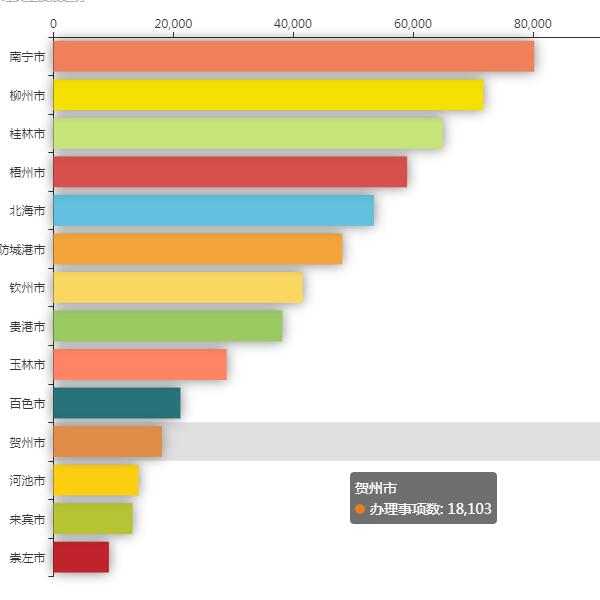 0 20,000 40,000 60,000 80,000
南宁市
柳州市
桂林市
梧州市
北海市
防城港市
钦州市
贵港市
玉林市
百色市
贺州市
河池市
贺州市
办理事项数: 18,103
来宾市
崇左市